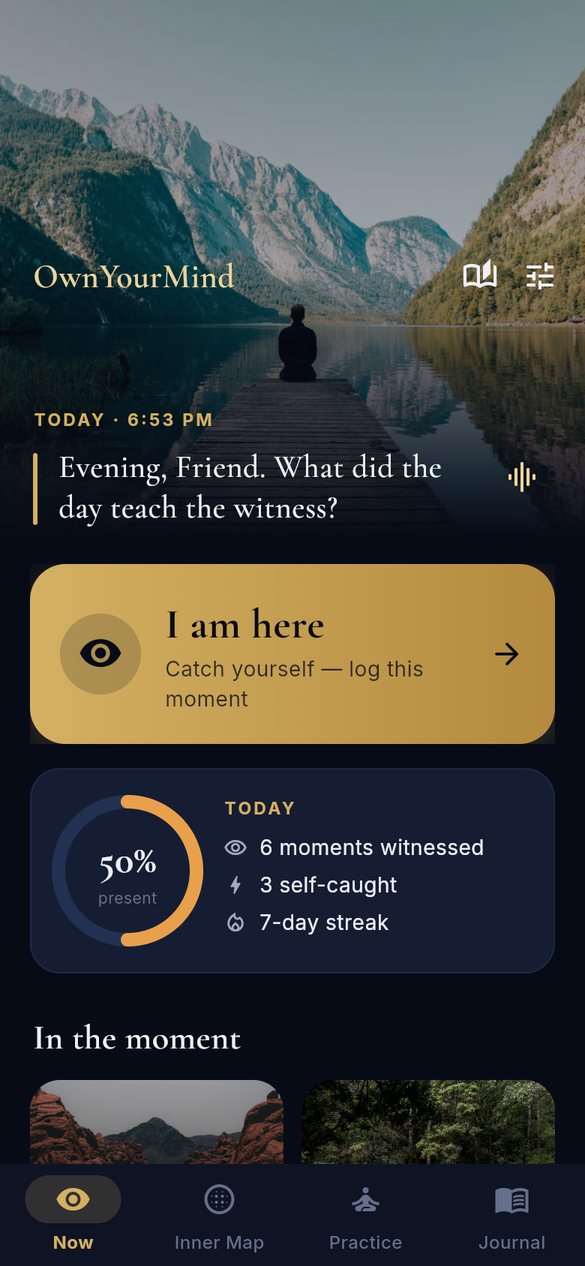 OwnYourMind
TODAY · 6:53 PM
Evening, Friend. What did the
day teach the witness?
I am here
Catch yourself — log this
moment
50%
present
TODAY
6 moments witnessed
3 self-caught
7-day streak
In the moment
Now
Inner Map
Practice
Journal